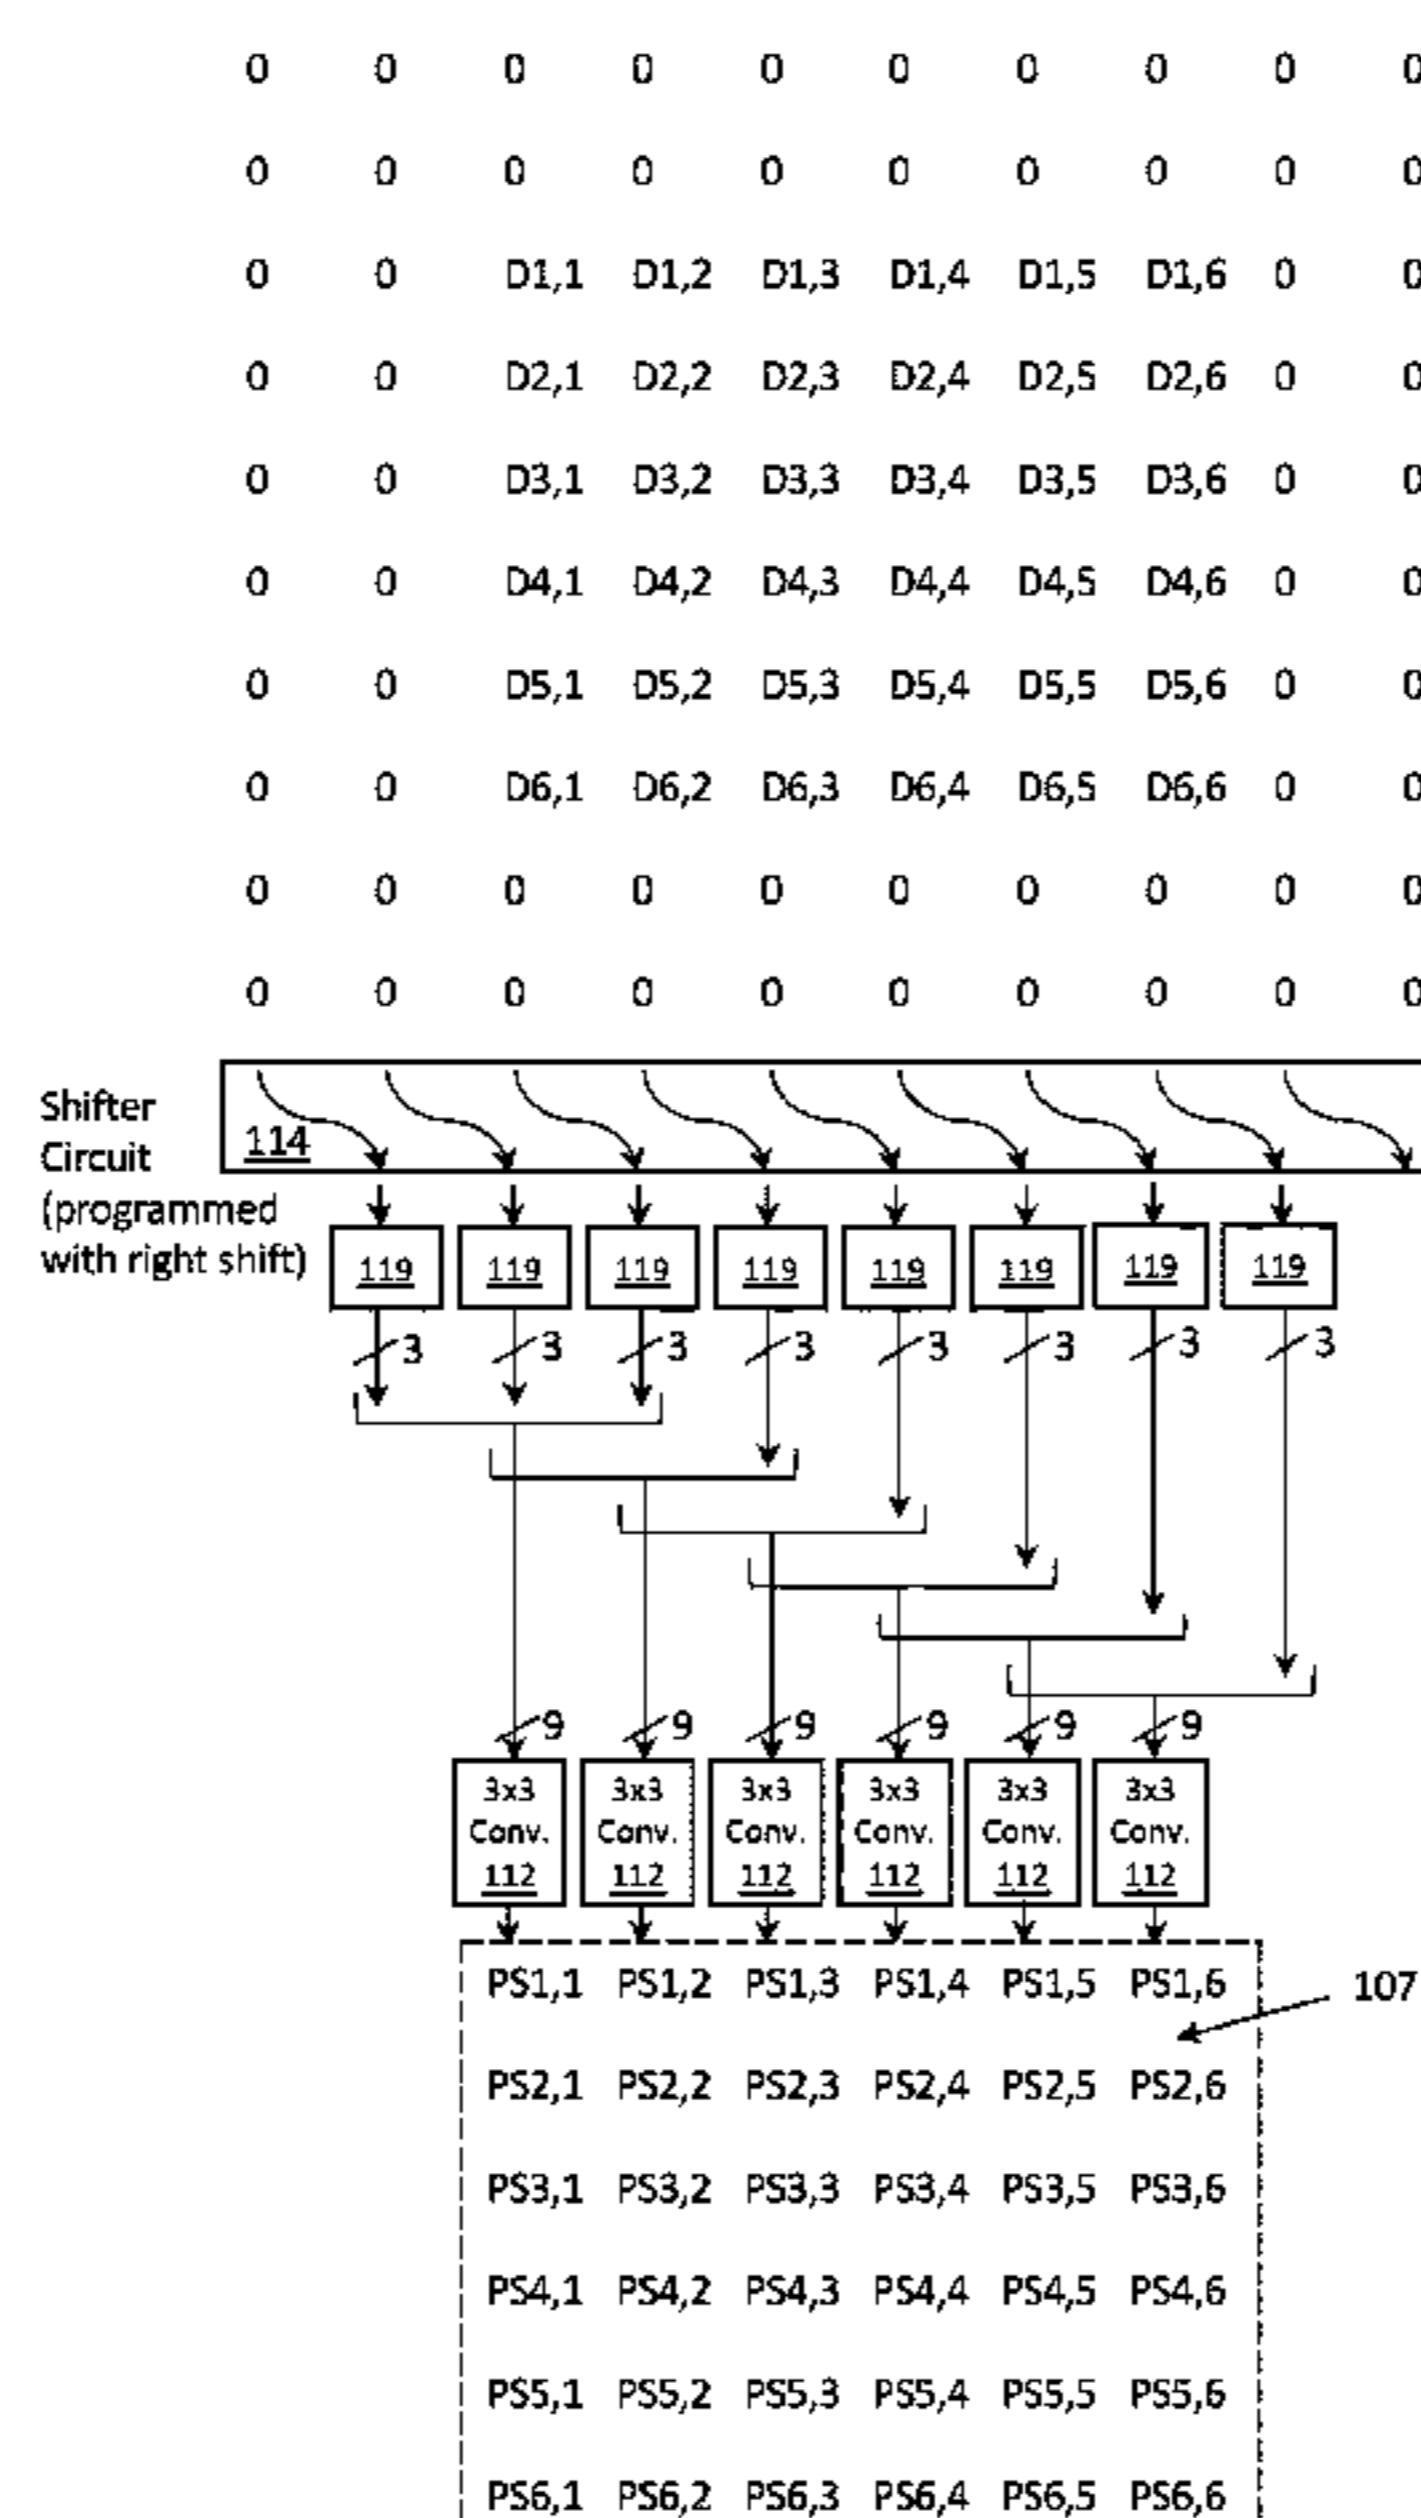 0 0 0 0 0 0 0 0 0 0
0 0 0 0 0 0 0 0 0 0
0 0 D1,1 D1,2 D1,3 D1,4 D1,5 D1,6 0 0
0 0 D2,1 D2,2 D2,3 D2,4 D2,5 D2,6 0 0
0 0 D3,1 D3,2 D3,3 D3,4 D3,5 D3,6 0 0
0 0 D4,1 D4,2 D4,3 D4,4 D4,5 D4,6 0 0
0 0 D5,1 D5,2 D5,3 D5,4 D5,5 D5,6 0 0
0 0 D6,1 D6,2 D6,3 D6,4 D6,5 D6,6 0 0
0 0 0 0 0 0 0 0 0 0
0 0 0 0 0 0 0 0 0 0
Shifter
Circuit
(programmed
with right shift)
114
119 119 119 119 119 119 119 119
3 3 3 3 3 3 3 3
9 9 9 9 9 9
3x3 3x3 3x3 3x3 3x3 3x3
Conv. Conv. Conv. Conv. Conv. Conv.
112 112 112 112 112 112
PS1,1 PS1,2 PS1,3 PS1,4 PS1,5 PS1,6 107
PS2,1 PS2,2 PS2,3 PS2,4 PS2,5 PS2,6
PS3,1 PS3,2 PS3,3 PS3,4 PS3,5 PS3,6
PS4,1 PS4,2 PS4,3 PS4,4 PS4,5 PS4,6
PS5,1 PS5,2 PS5,3 PS5,4 PS5,5 PS5,6
PS6,1 PS6,2 PS6,3 PS6,4 PS6,5 PS6,6